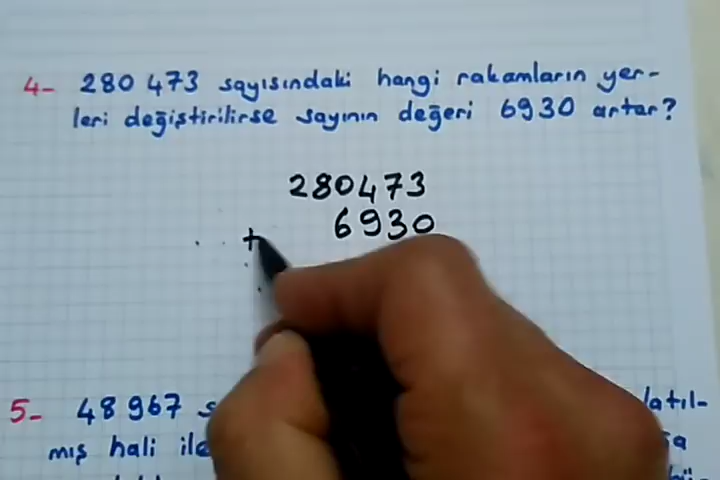 4- 280 473 sayısındaki hangi rakamların yer-
leri değiştirilirse sayının değeri 6930 artar?
280473
6930
+
5- 48 967
mış hali ile